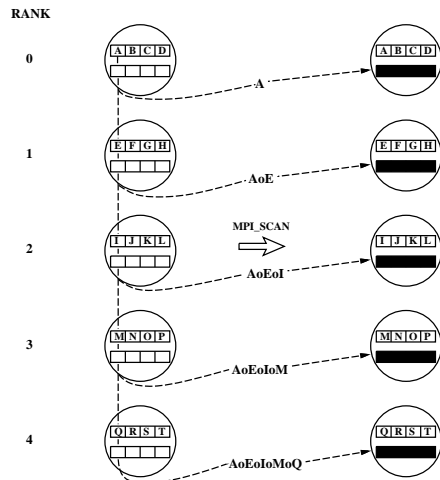 RANK
A B C D
A B C D
0
A
E F G H
E F G H
1
AoE
MPI_SCAN
I J K L
I J K L
2
AoEoI
M N O P
M N O P
3
AoEoIoM
Q R S T
Q R S T
4
AoEoIoMoQ